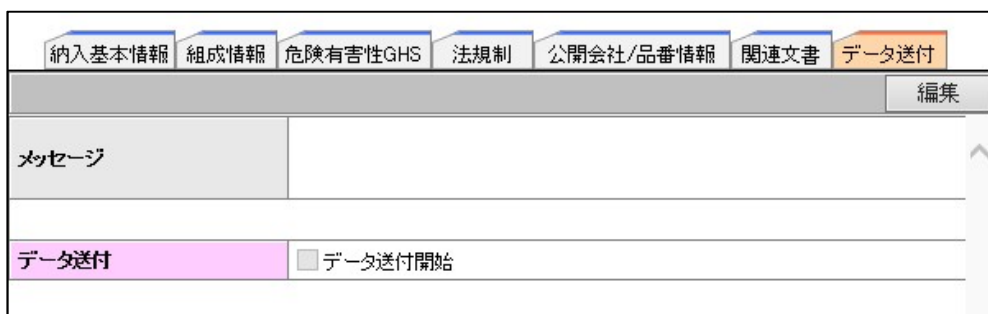 納入基本情報 組成情報 危険有害性GHS 法規制 公開会社/品番情報 関連文書 データ送付
編集
メッセージ
データ送付 データ送付開始